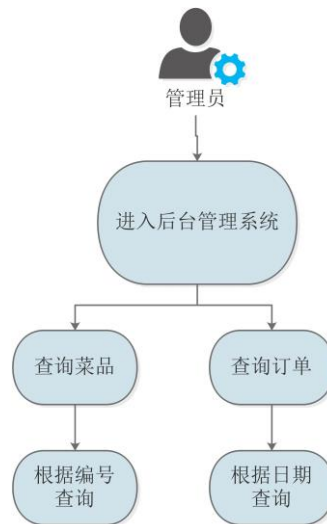 管理员
进入后台管理系统
查询菜品
查询订单
根据编号
查询
根据日期
查询